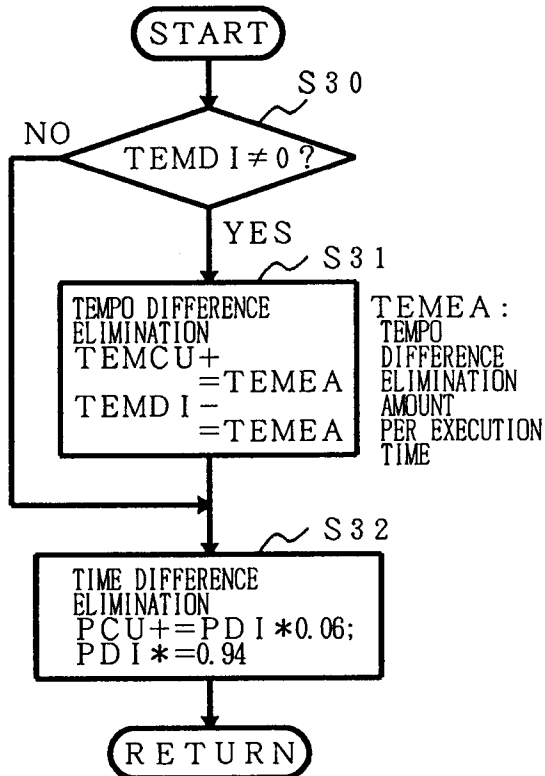 START
S30
NO
TEMDI≠0?
YES
S31
TEMPO DIFFERENCE
ELIMINATION
TEMCU+
=TEMEA
TEMDI-
=TEMEA
TEMEA:
TEMPO
DIFFERENCE
ELIMINATION
AMOUNT
PER EXECUTION
TIME
S32
TIME DIFFERENCE
ELIMINATION
PCU+=PDI*0.06;
PDI*=0.94
RETURN